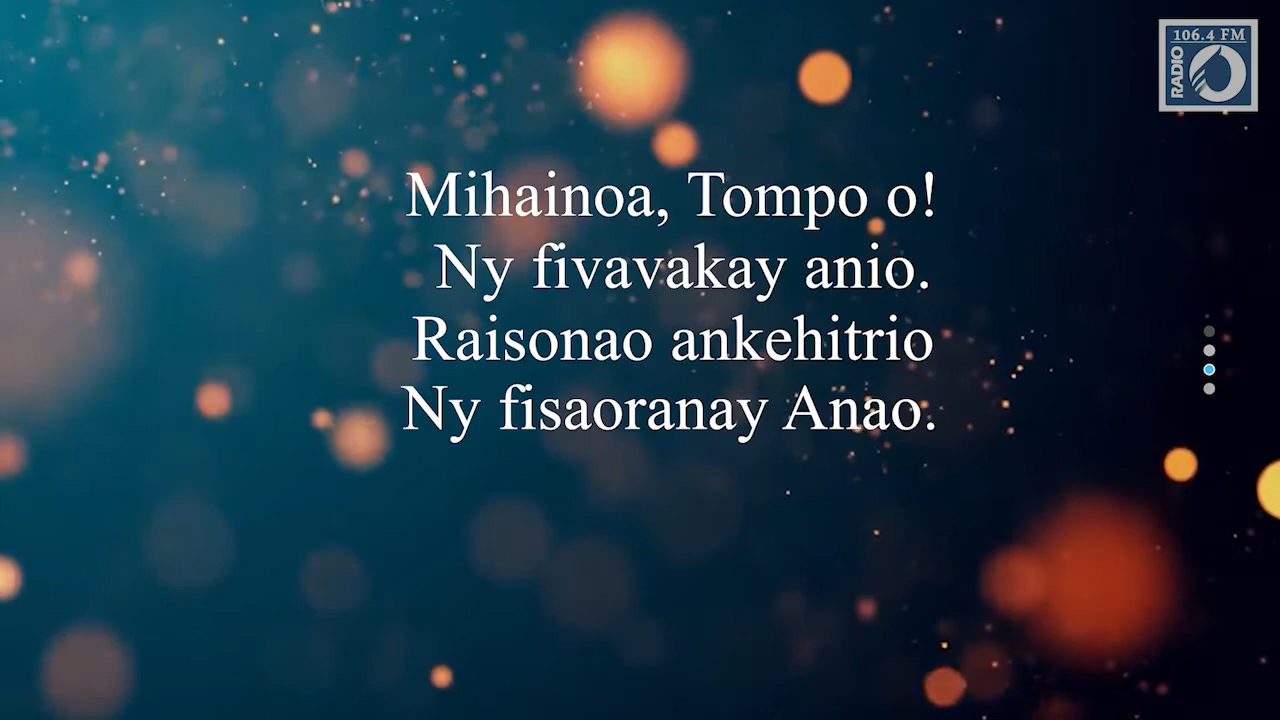 106.4 FM
RADIO
Mihainoa, Tompo o!
Ny fivavakay anio.
Raisonao ankehitrio
Ny fisaoranay Anao.